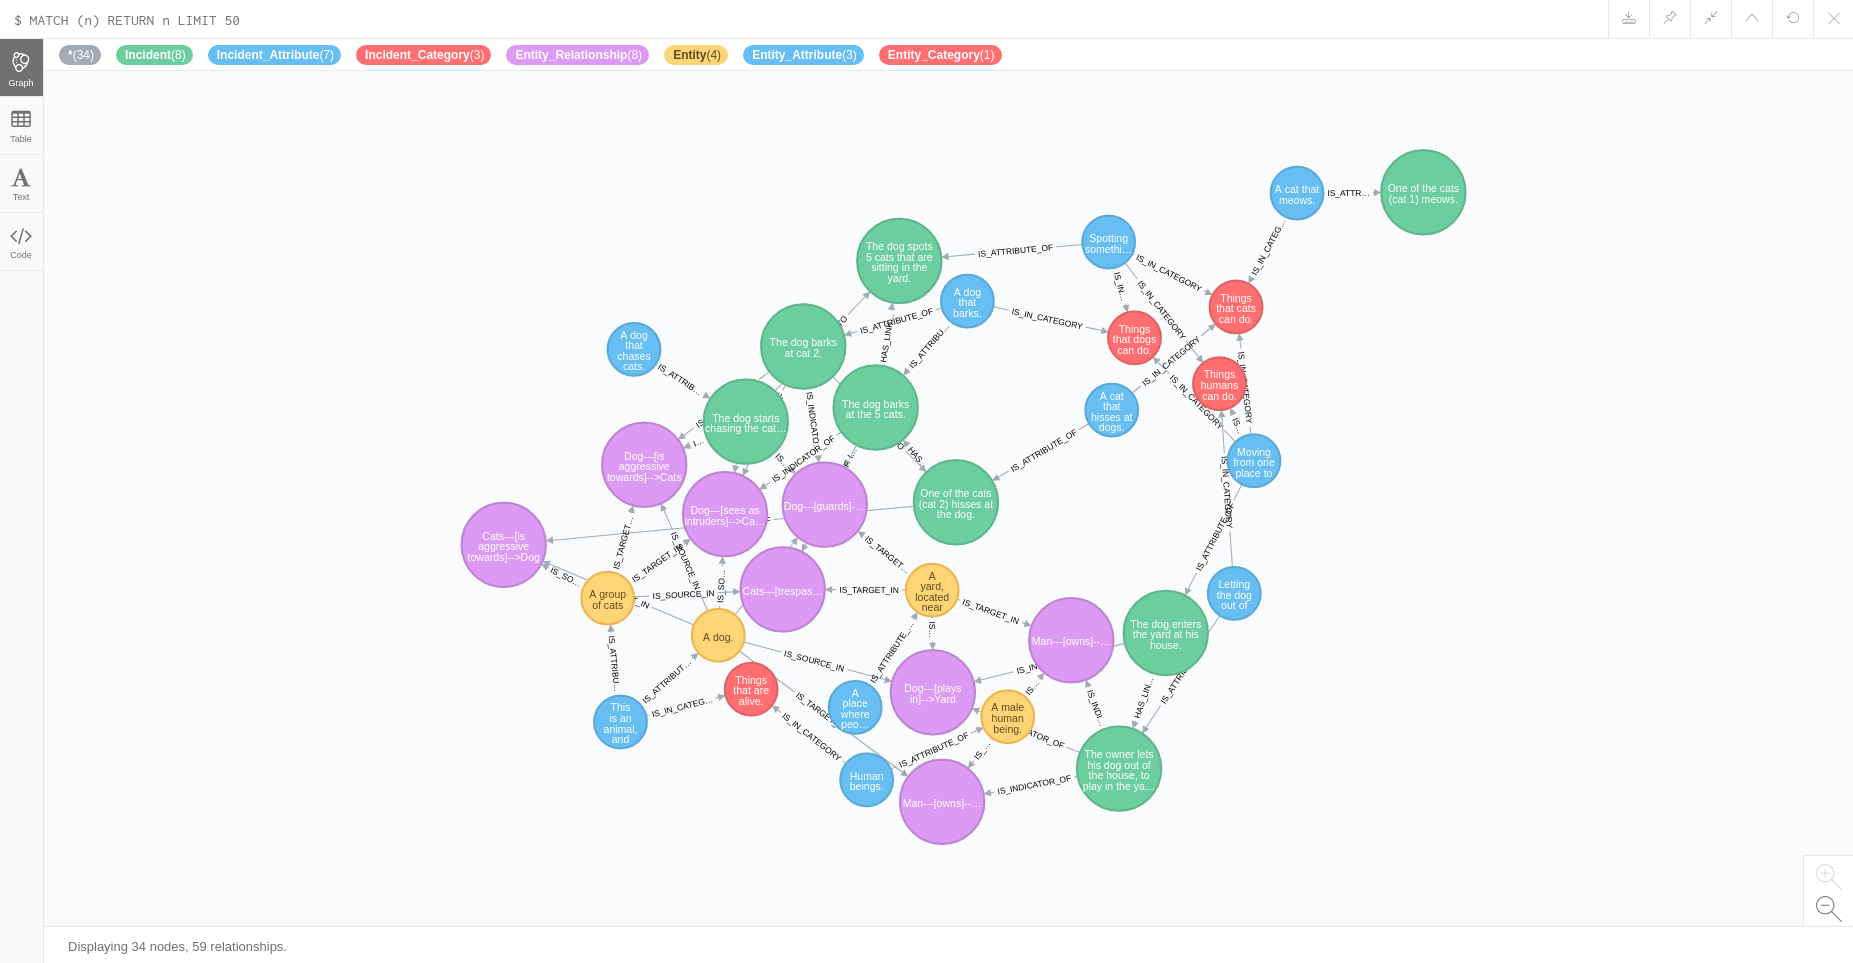 $ MATCH (n) RETURN n LIMIT 50
*(34) Incident(8) Incident_Attribute(7) Incident_Category(3) Entity_Relationship(8) Entity(4) Entity_Attribute(3) Entity_Category(1)
Graph
Table
Text
Code
A cat that
meows.
IS_ATTR…
One of the cats
(cat 1) meows.
IS_IN_CATEG…
The dog spots
5 cats that are
sitting in the
yard.
IS_ATTRIBUTE_OF
Spotting
somethi…
IS_IN_CATEGORY
IS_IN…
IS_IN_CATEGORY
Things
that cats
can do.
A dog
that
barks.
IS_ATTRIBUTE_OF
IS_IN_CATEGORY
IS_ATTRIBU…
HAS_LIN
Things
that dogs
can do.
The dog barks
at cat 2.
A dog
that
chases
cats.
IS_ATTRIB…
IS_IN_CATEGORY
Things
humans
can do.
IS_IN_CATEGORY
The dog starts
chasing the cat…
The dog barks
at the 5 cats.
A cat
that
hisses at
dogs.
IS_ATTRIBUTE_OF
IS_INDICATO
IS_INDICATOR_OF
HAS
Dog---[is
aggressive
towards]-->Cats
Moving
from one
place to
IS_IN_CATEGORY
Dog---[sees as
intruders]-->Ca…
Dog---[guards]-…
One of the cats
(cat 2) hisses at
the dog.
Cats---[is
aggressive
towards]-->Dog
IS_TARGET…
IS_TARGET_IN
IS_SOURCE_IN
IS_TARGET…
IS_ATTRIBUTE
IS_SO…
A group
of cats
IS_SOURCE_IN
IS_SO…
Cats---[trespas…
IS_TARGET_IN
A
yard,
located
near
IS_TARGET_IN
Letting
the dog
out of
A dog.
IS_ATTRIBU…
IS_ATTRIBUT…
IS_SOURCE_IN
IS_ATTRIBUTE…
Man---[owns]--…
The dog enters
the yard at his
house.
Things
that are
alive.
IS_IN_CATEG…
This
is an
animal,
and
IS_TARGE
IS_IN_CATEGORY
A
place
where
peo…
Dog---[plays
in]-->Yard
IS_IN
A male
human
being.
IS_INDI…
HAS_LIN…
IS_ATTRI
ATOR_OF
IS_ATTRIBUTE_OF
Human
beings.
Man---[owns]--…
IS_INDICATOR_OF
The owner lets
his dog out of
the house, to
play in the ya…
Displaying 34 nodes, 59 relationships.